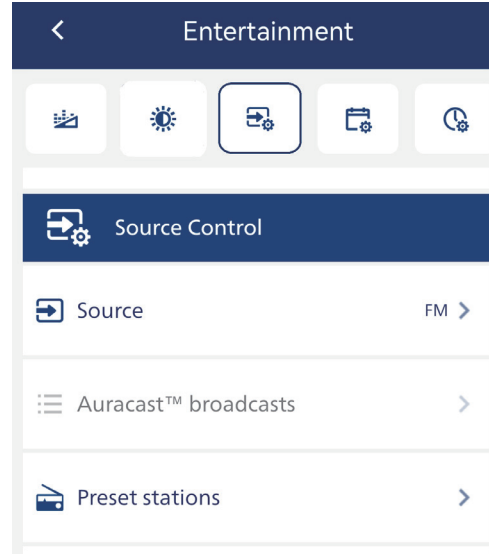 Entertainment
Source Control
Source FM
Auracast™ broadcasts
Preset stations